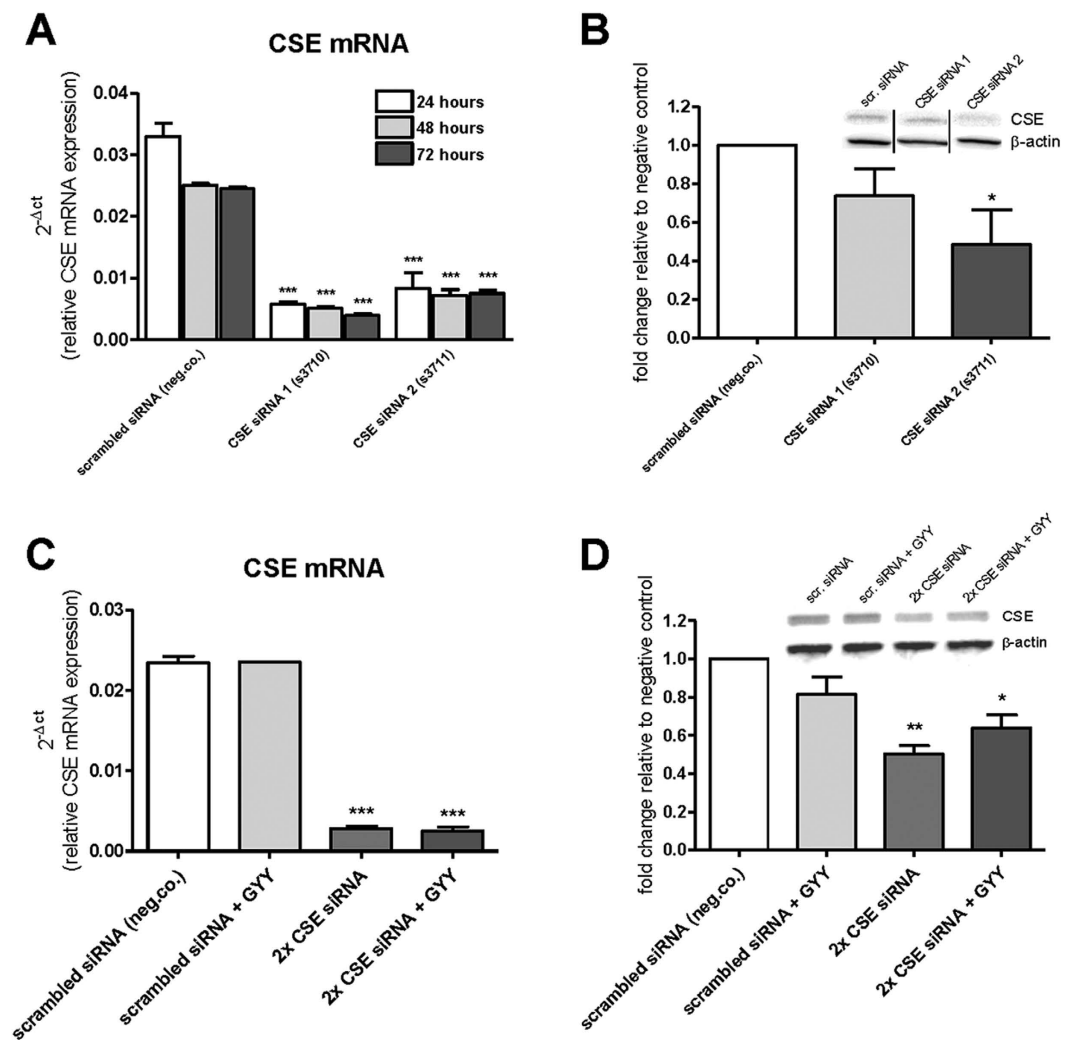 A
CSE mRNA
2^-Δct
(relative CSE mRNA expression)
0.04
0.03
0.02
0.01
0.00
24 hours
48 hours
72 hours
***
***
***
***
***
***
scrambled siRNA (neg.co.)
CSE siRNA 1 (s3710)
CSE siRNA 2 (s3711)
B
fold change relative to negative control
1.2
1.0
0.8
0.6
0.4
0.2
0.0
scr. siRNA
CSE siRNA 1
CSE siRNA 2
CSE
β-actin
*
scrambled siRNA (neg.co.)
CSE siRNA 1 (s3710)
CSE siRNA 2 (s3711)
C
CSE mRNA
2^-Δct
(relative CSE mRNA expression)
0.03
0.02
0.01
0.00
***
***
scrambled siRNA (neg.co.)
scrambled siRNA + GYY
2x CSE siRNA
2x CSE siRNA + GYY
D
fold change relative to negative control
1.2
1.0
0.8
0.6
0.4
0.2
0.0
scr. siRNA
scr. siRNA + GYY
2x CSE siRNA
2x CSE siRNA + GYY
CSE
β-actin
**
*
scrambled siRNA (neg.co.)
scrambled siRNA + GYY
2x CSE siRNA
2x CSE siRNA + GYY